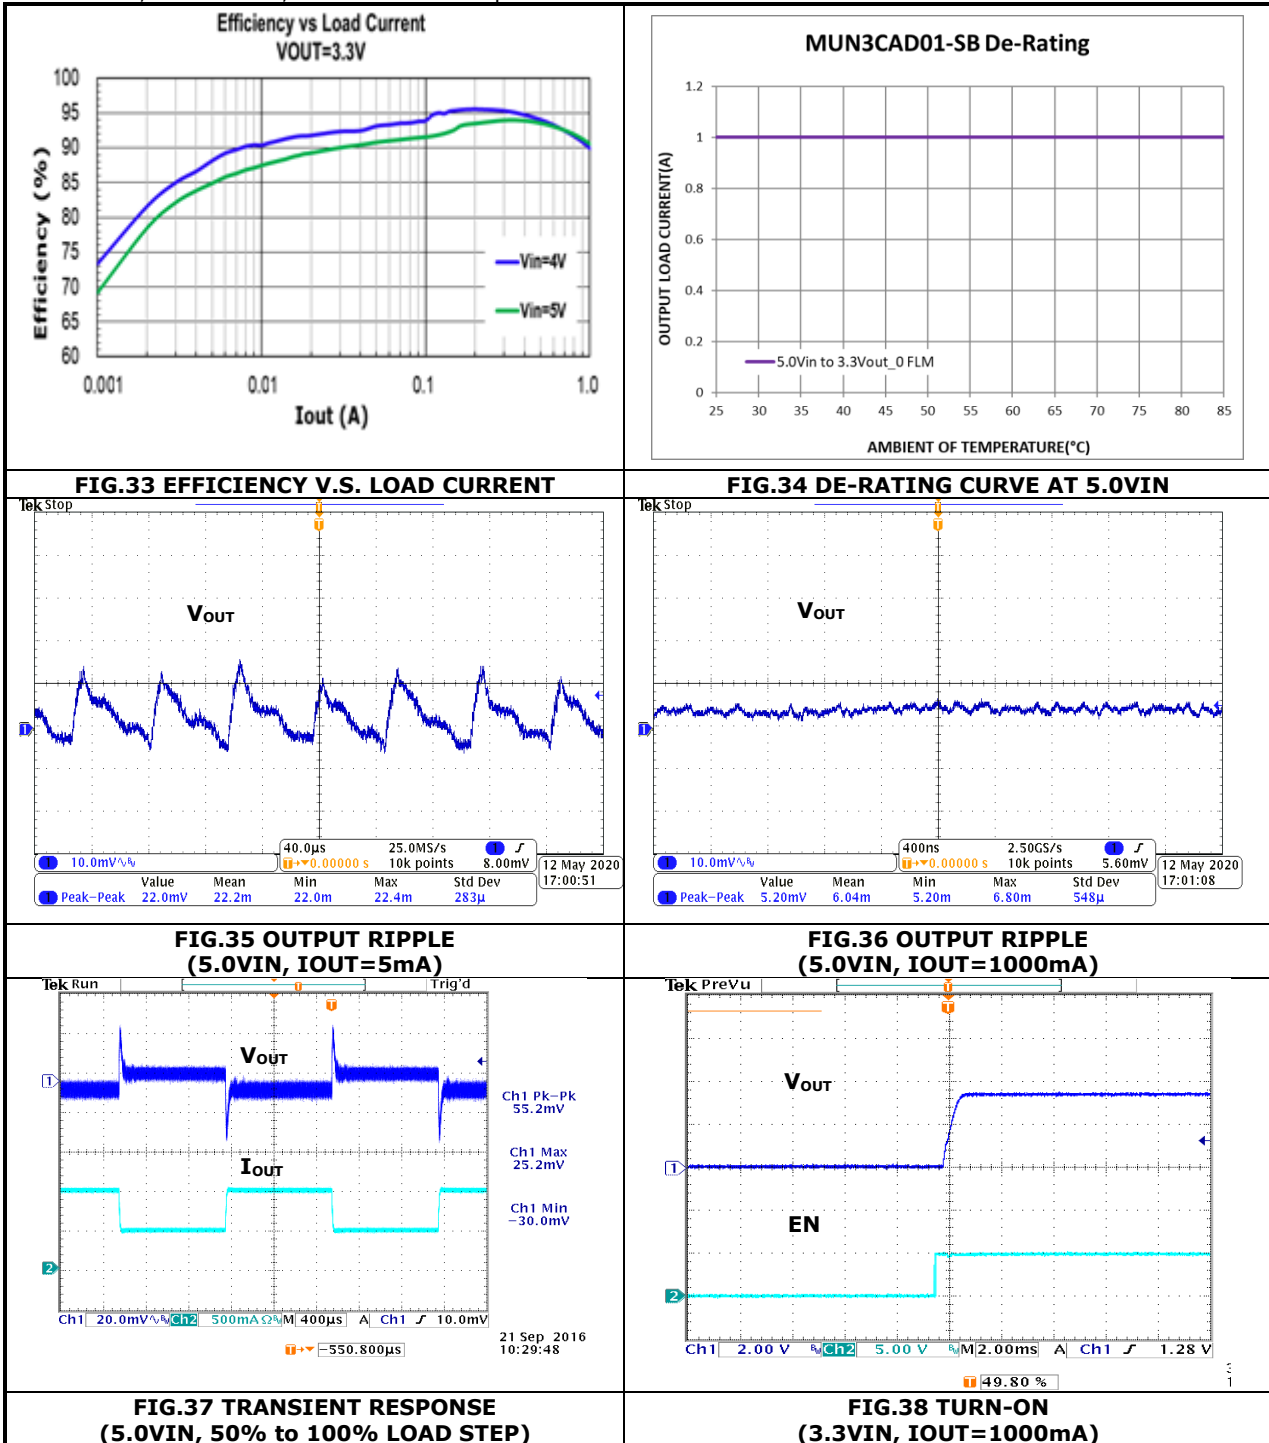 Efficiency vs Load Current
VOUT=3.3V
100
95
90
85
80
75
70
65
60
Efficiency (%)
Vin=4V
Vin=5V
0.001
0.01
0.1
1.0
Iout (A)
MUN3CAD01-SB De-Rating
1.2
1
0.8
0.6
0.4
0.2
0
OUTPUT LOAD CURRENT(A)
5.0Vin to 3.3Vout_0 FLM
25 30 35 40 45 50 55 60 65 70 75 80 85
AMBIENT OF TEMPERATURE(°C)
FIG.33 EFFICIENCY V.S. LOAD CURRENT
FIG.34 DE-RATING CURVE AT 5.0VIN
Tek Stop
T
VOUT
1
40.0µs 25.0MS/s 1
1 10.0mV T 0.00000 s 10k points 8.00mV
12 May 2020
17:00:51
Value Mean Min Max Std Dev
1 Peak-Peak 22.0mV 22.2m 22.0m 22.4m 283µ
Tek Stop
T
VOUT
1
400ns 2.50GS/s 1
1 10.0mV T 0.00000 s 10k points 5.60mV
12 May 2020
17:01:08
Value Mean Min Max Std Dev
1 Peak-Peak 5.20mV 6.04m 5.20m 6.80m 548µ
FIG.35 OUTPUT RIPPLE
(5.0VIN, IOUT=5mA)
FIG.36 OUTPUT RIPPLE
(5.0VIN, IOUT=1000mA)
Tek Run Trig'd
T
VOUT
1
Ch1 Pk-Pk
55.2mV
Ch1 Max
25.2mV
IOUT
Ch1 Min
-30.0mV
2
Ch1 20.0mV Ch2 500mA Ω M 400µs A Ch1 10.0mV
21 Sep 2016
10:29:48
T -550.800µs
Tek PreVu
T
VOUT
1
EN
2
Ch1 2.00 V Ch2 5.00 V M 2.00ms A Ch1 1.28 V
T 49.80 %
FIG.37 TRANSIENT RESPONSE
(5.0VIN, 50% to 100% LOAD STEP)
FIG.38 TURN-ON
(3.3VIN, IOUT=1000mA)